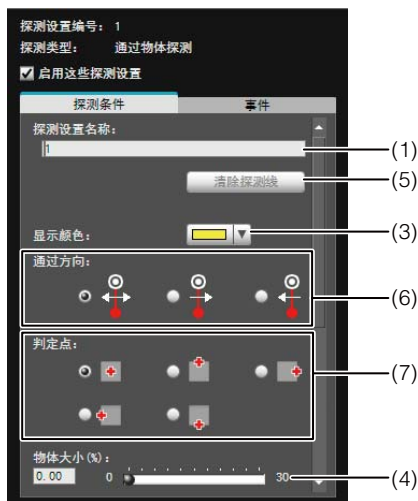 探测设置编号: 1
探测类型: 通过物体探测
启用这些探测设置
探测条件 事件
探测设置名称:
1 (1)
清除探测线 (5)
显示颜色: (3)
通过方向:
(6)
判定点:
(7)
物体大小(%):
0.00 0 30 (4)